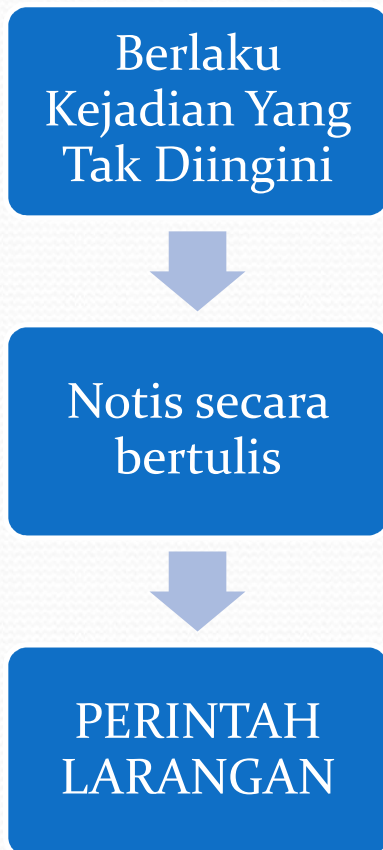 Berlaku
Kejadian Yang
Tak Diingini
Notis secara
bertulis
PERINTAH
LARANGAN